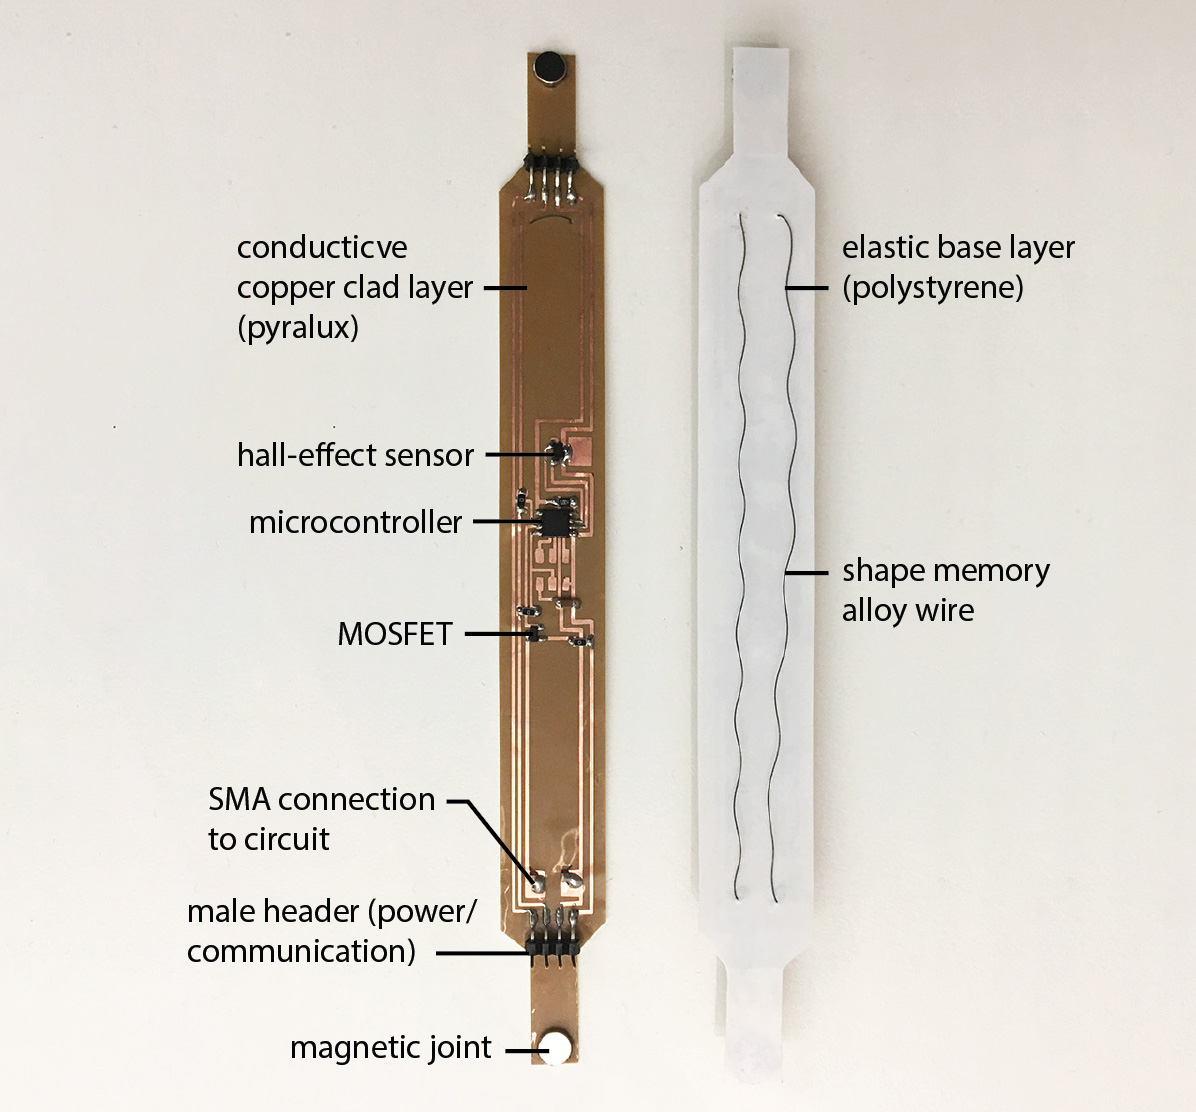 conducticve
copper clad layer
(pyralux)
hall-effect sensor
microcontroller
MOSFET
SMA connection
to circuit
male header (power/
communication)
magnetic joint
elastic base layer
(polystyrene)
shape memory
alloy wire